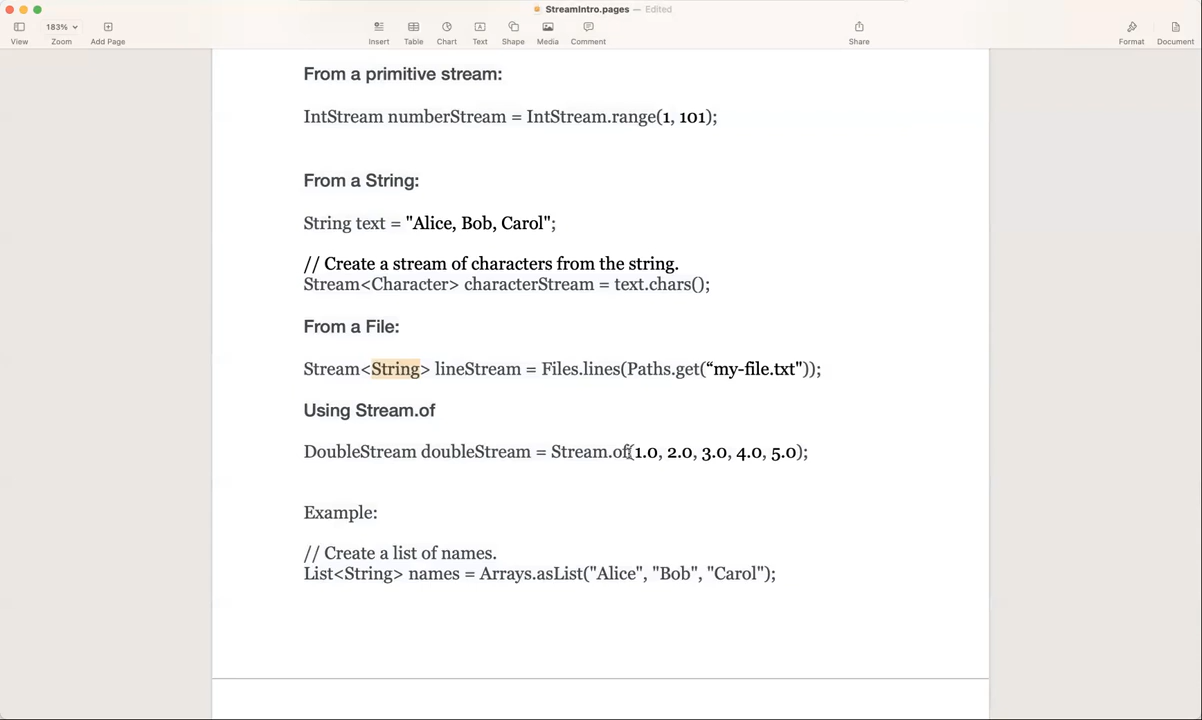 StreamIntro.pages — Edited
183%
View Zoom Add Page Insert Table Chart Text Shape Media Comment Share Format Document
From a primitive stream:
IntStream numberStream = IntStream.range(1, 101);
From a String:
String text = "Alice, Bob, Carol";
// Create a stream of characters from the string.
Stream<Character> characterStream = text.chars();
From a File:
Stream<String> lineStream = Files.lines(Paths.get(“my-file.txt"));
Using Stream.of
DoubleStream doubleStream = Stream.of(1.0, 2.0, 3.0, 4.0, 5.0);
Example:
// Create a list of names.
List<String> names = Arrays.asList("Alice", "Bob", "Carol");